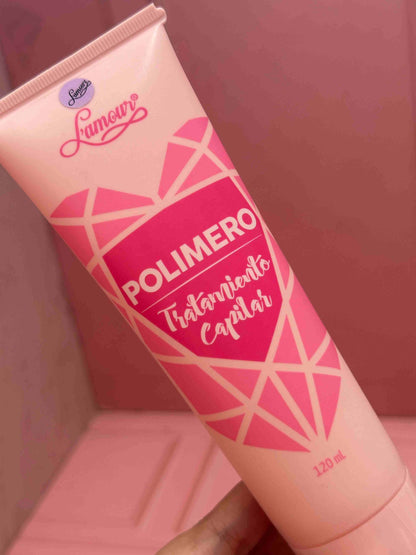 L'amour
L'amour®
POLIMERO
Tratamiento
Capilar
120 mL